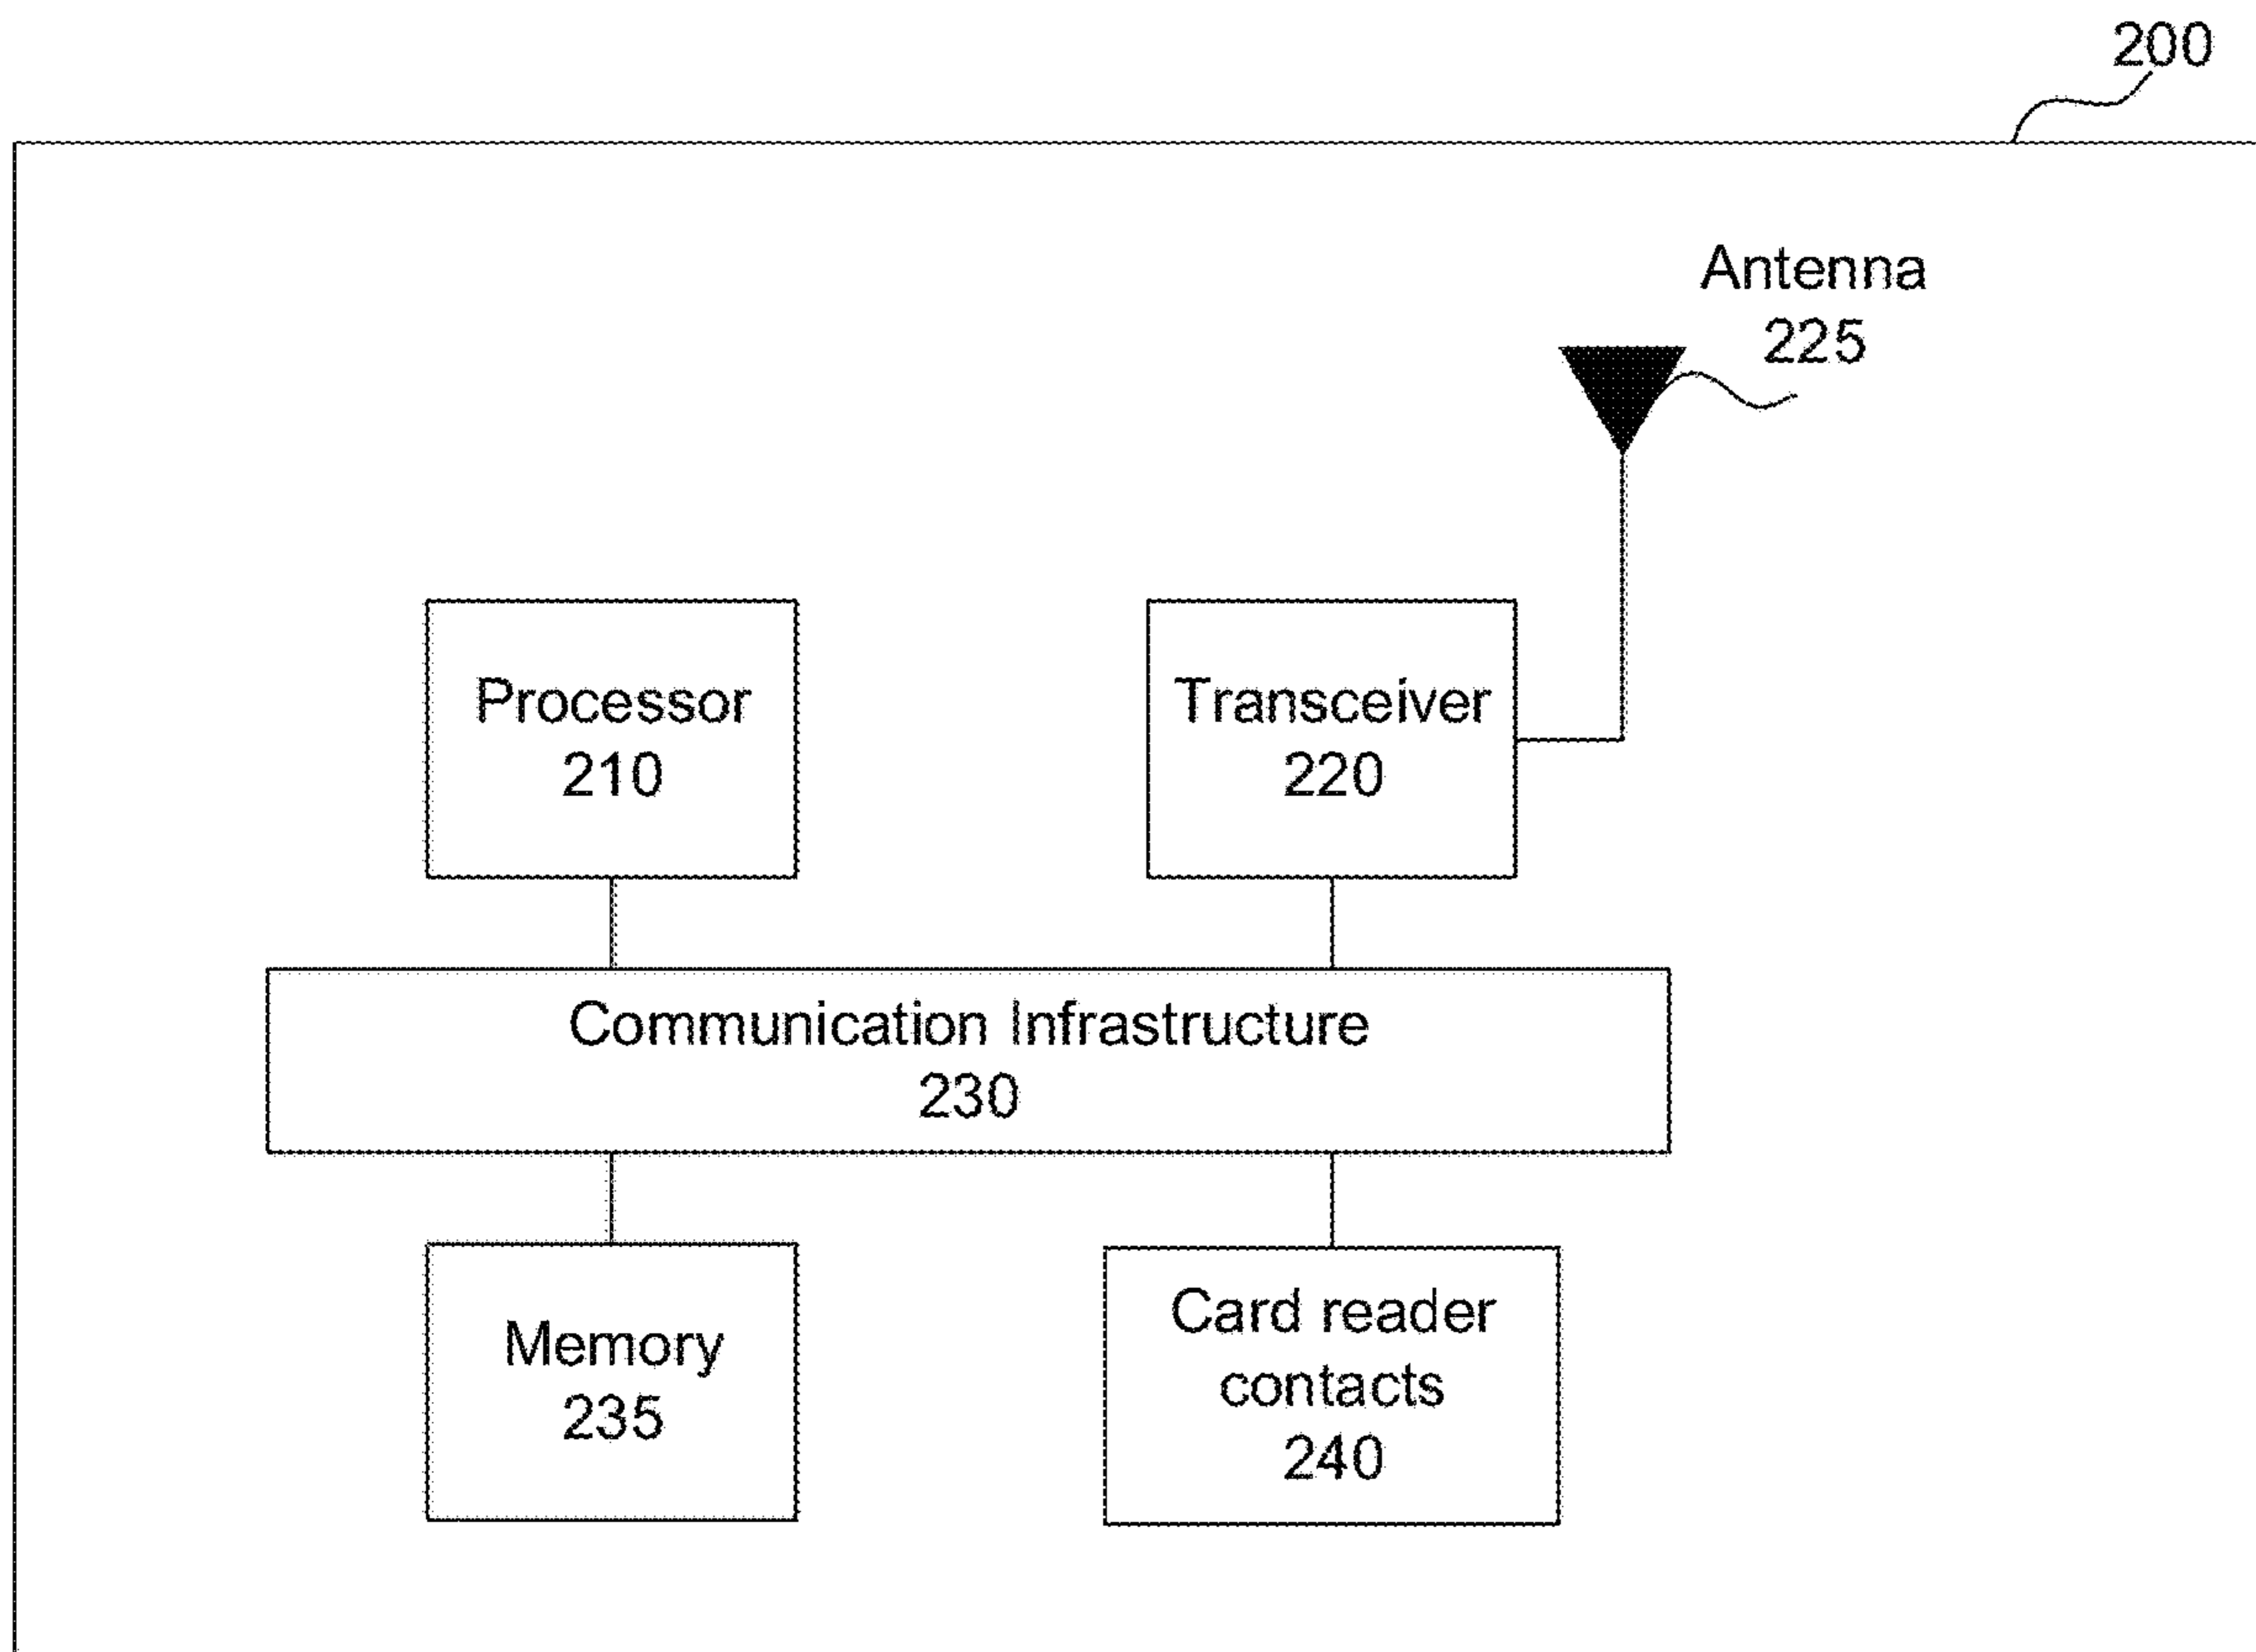 200
Antenna
225
Processor
210
Transceiver
220
Communication Infrastructure
230
Memory
235
Card reader
contacts
240